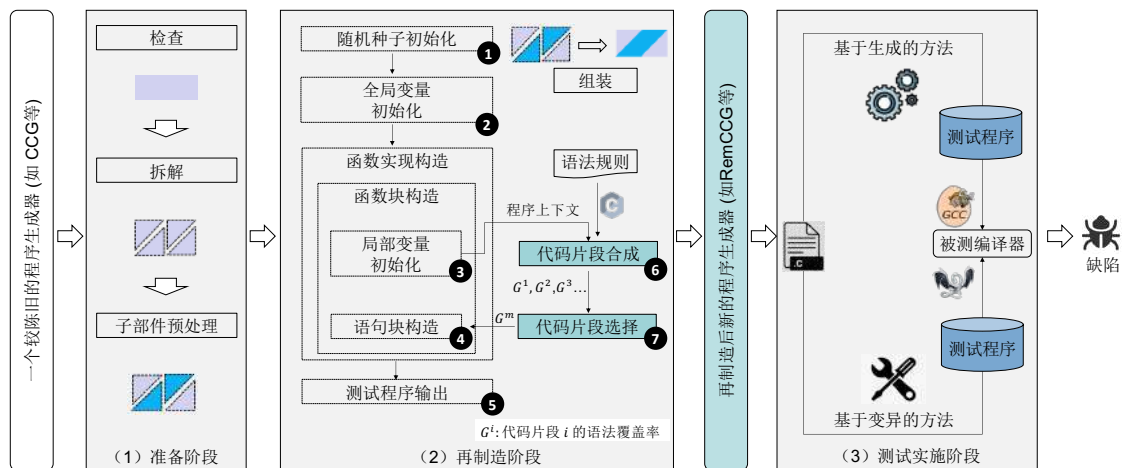 一个较陈旧的程序生成器 (如 CCG等)
检查
拆解
子部件预处理
（1）准备阶段
随机种子初始化
1
全局变量
初始化
2
组装
函数实现构造
函数块构造
局部变量
初始化
3
语句块构造
4
测试程序输出
5
语法规则
程序上下文
C
代码片段合成
6
G¹, G², G³...
代码片段选择
7
Gᵐ
Gⁱ: 代码片段 i 的语法覆盖率
（2）再制造阶段
再制造后新的程序生成器 (如RemCCG等)
基于生成的方法
测试程序
GCC
被测编译器
.C
测试程序
基于变异的方法
（3）测试实施阶段
缺陷